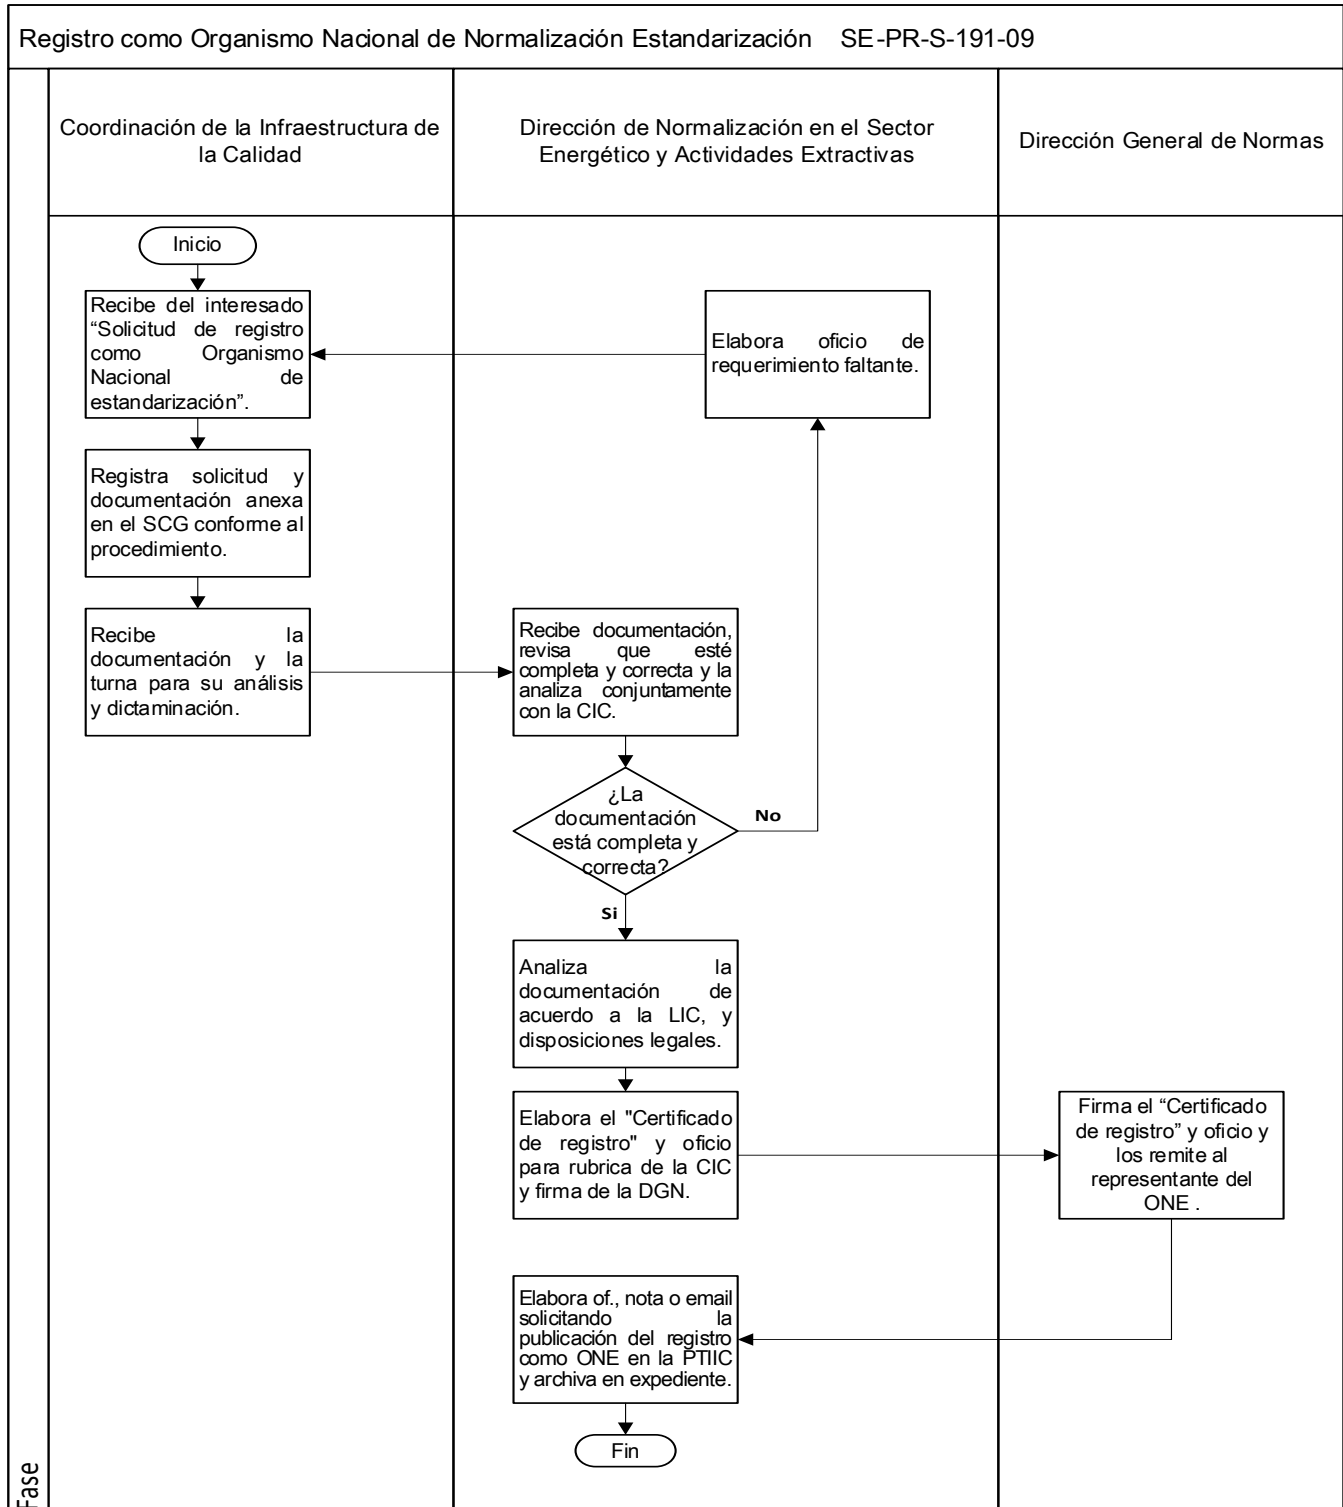 Registro como Organismo Nacional de Normalización Estandarización SE-PR-S-191-09
Coordinación de la Infraestructura de
la Calidad
Dirección de Normalización en el Sector
Energético y Actividades Extractivas
Dirección General de Normas
Inicio
Recibe del interesado
“Solicitud de registro
como Organismo
Nacional de
estandarización”.
Elabora oficio de
requerimiento faltante.
Registra solicitud y
documentación anexa
en el SCG conforme al
procedimiento.
Recibe la
documentación y la
turna para su análisis
y dictaminación.
Recibe documentación,
revisa que esté
completa y correcta y la
analiza conjuntamente
con la CIC.
¿La
documentación
está completa y
correcta?
No
Si
Analiza la
documentación de
acuerdo a la LIC, y
disposiciones legales.
Elabora el "Certificado
de registro" y oficio
para rubrica de la CIC
y firma de la DGN.
Firma el “Certificado
de registro” y oficio y
los remite al
representante del
ONE .
Elabora of., nota o email
solicitando la
publicación del registro
como ONE en la PTIIC
y archiva en expediente.
Fin
Fase